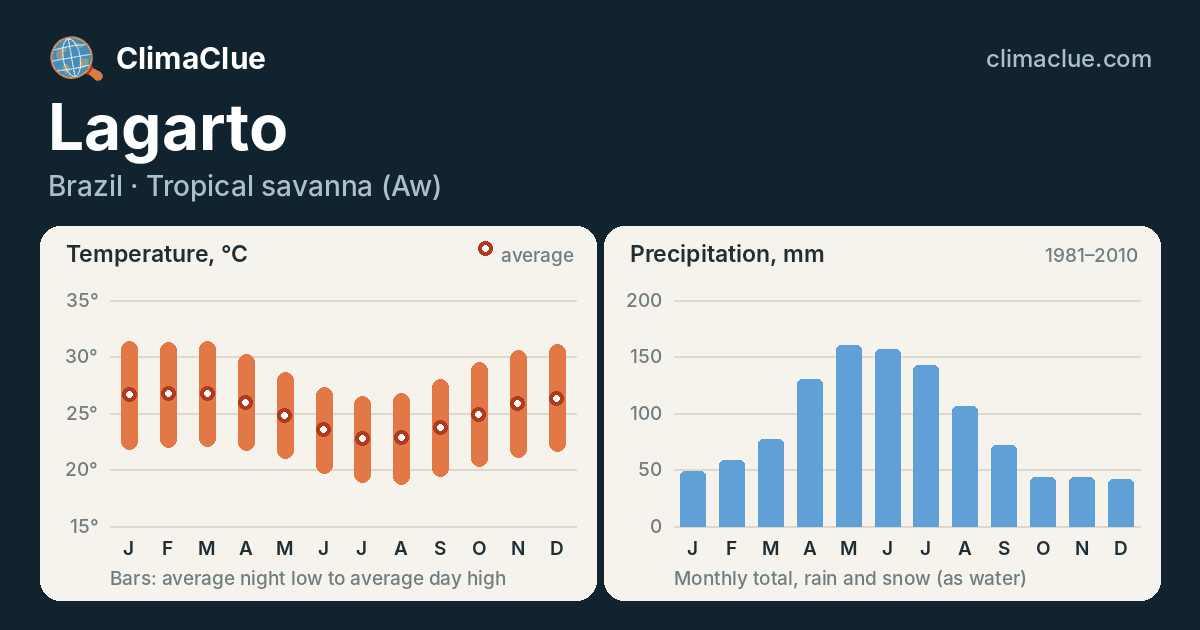 ClimaClue
climaclue.com
Lagarto
Brazil · Tropical savanna (Aw)
Temperature, °C
average
35°
30°
25°
20°
15°
J F M A M J J A S O N D
Bars: average night low to average day high
Precipitation, mm
1981–2010
200
150
100
50
0
J F M A M J J A S O N D
Monthly total, rain and snow (as water)